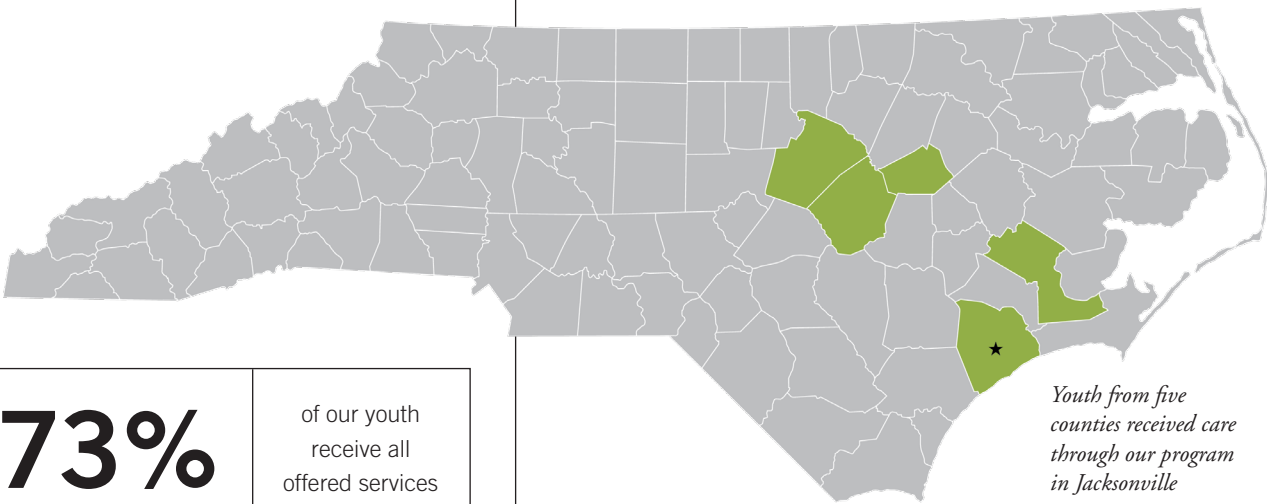 73%
of our youth
receive all
offered services
Youth from five
counties received care
through our program
in Jacksonville